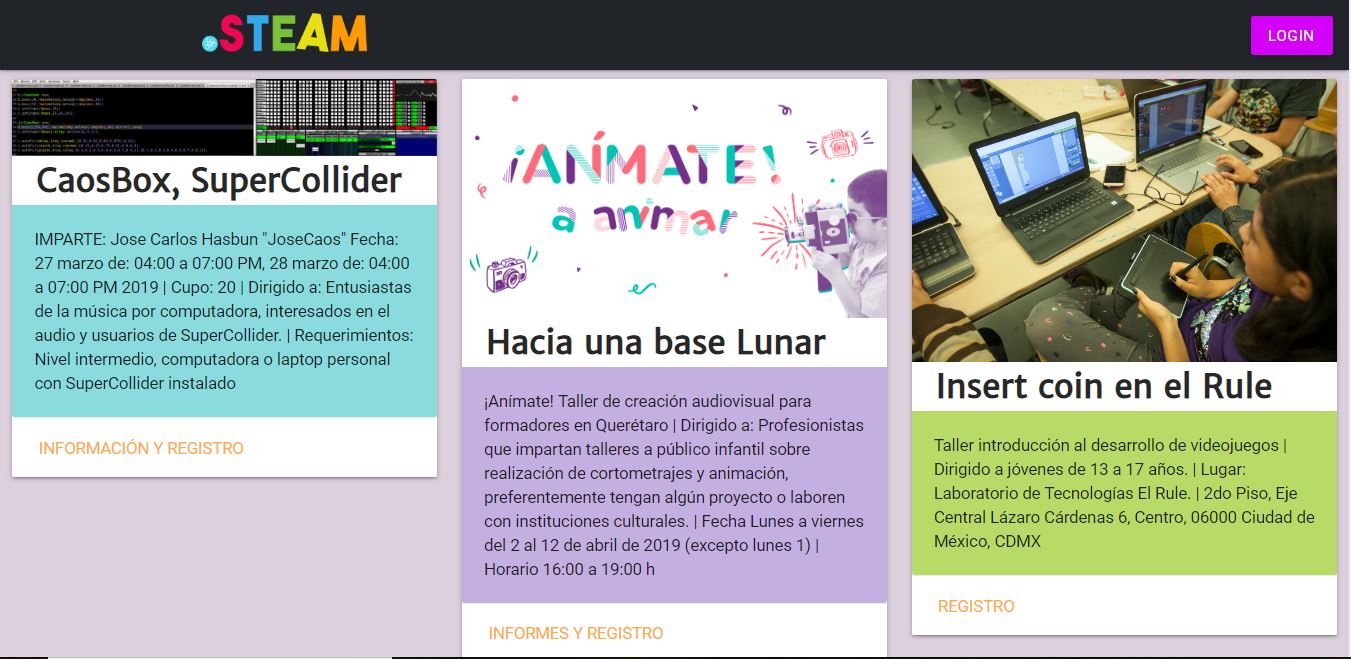 STEAM
LOGIN
CaosBox, SuperCollider
IMPARTE: Jose Carlos Hasbun "JoseCaos" Fecha:
27 marzo de: 04:00 a 07:00 PM, 28 marzo de: 04:00
a 07:00 PM 2019 | Cupo: 20 | Dirigido a: Entusiastas
de la música por computadora, interesados en el
audio y usuarios de SuperCollider. | Requerimientos:
Nivel intermedio, computadora o laptop personal
con SuperCollider instalado
INFORMACIÓN Y REGISTRO
¡ANÍMATE!
a animar
Hacia una base Lunar
¡Anímate! Taller de creación audiovisual para
formadores en Querétaro | Dirigido a: Profesionistas
que impartan talleres a público infantil sobre
realización de cortometrajes y animación,
preferentemente tengan algún proyecto o laboren
con instituciones culturales. | Fecha Lunes a viernes
del 2 al 12 de abril de 2019 (excepto lunes 1) |
Horario 16:00 a 19:00 h
INFORMES Y REGISTRO
Insert coin en el Rule
Taller introducción al desarrollo de videojuegos |
Dirigido a jóvenes de 13 a 17 años. | Lugar:
Laboratorio de Tecnologías El Rule. | 2do Piso, Eje
Central Lázaro Cárdenas 6, Centro, 06000 Ciudad de
México, CDMX
REGISTRO